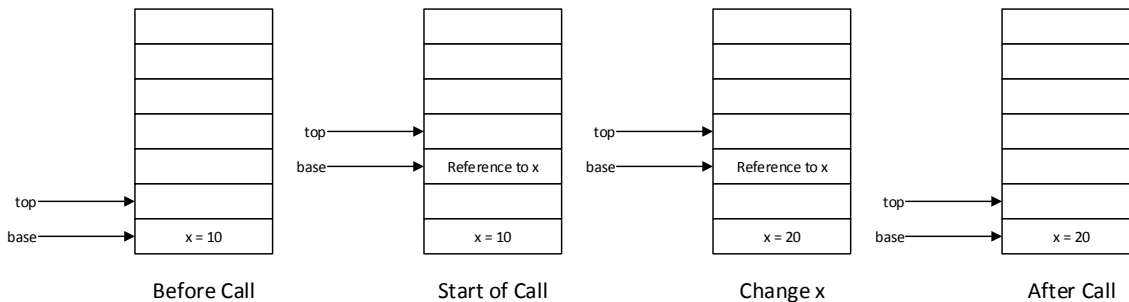 top
base
x = 10
Before Call
top
base
Reference to x
x = 10
Start of Call
top
base
Reference to x
x = 20
Change x
top
base
x = 20
After Call